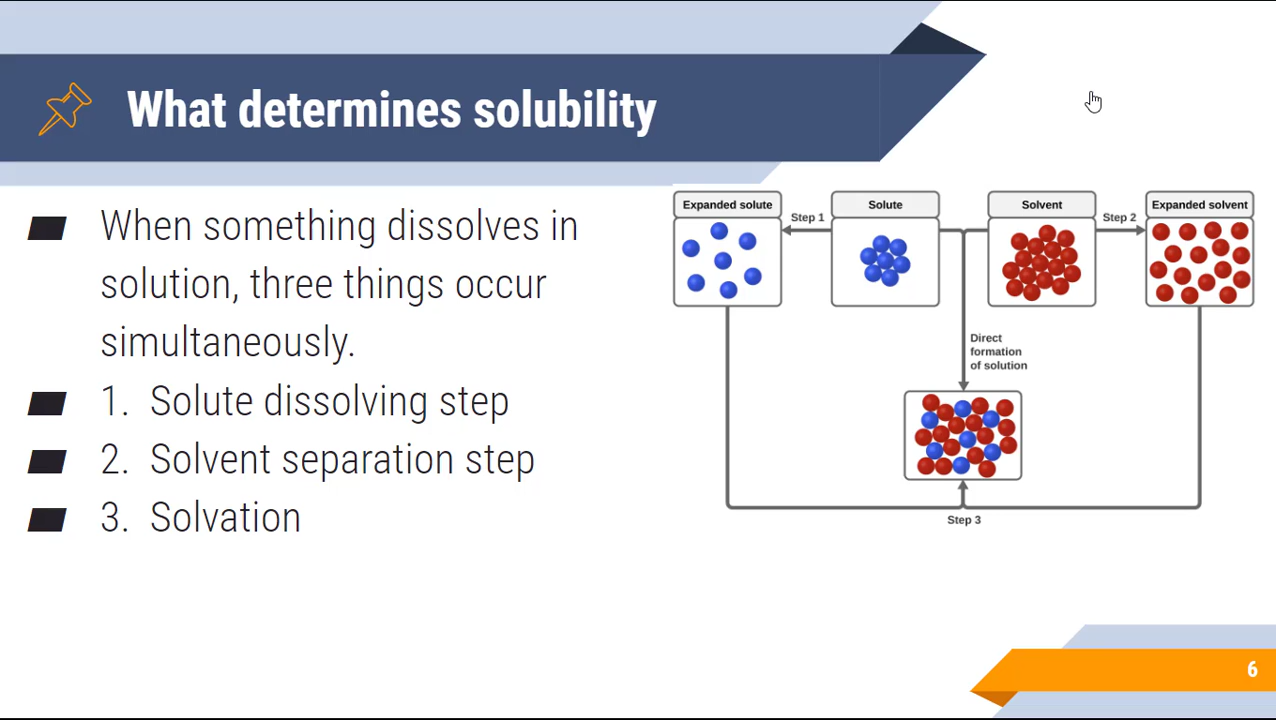 What determines solubility
When something dissolves in
solution, three things occur
simultaneously.
1. Solute dissolving step
2. Solvent separation step
3. Solvation
Expanded solute
Step 1
Solute
Solvent
Step 2
Expanded solvent
Direct
formation
of solution
Step 3
6